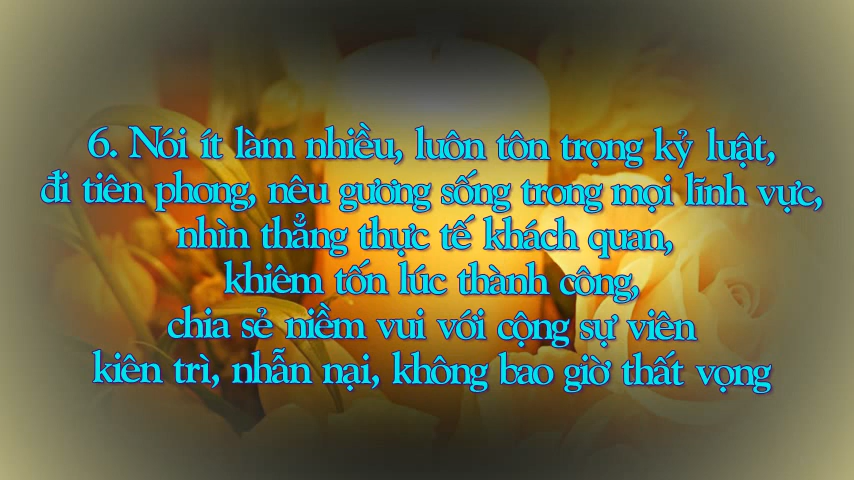 6. Nói ít làm nhiều, luôn tôn trọng kỷ luật,
đi tiên phong, nêu gương sống trong mọi lĩnh vực,
nhìn thẳng thực tế khách quan,
khiêm tốn lúc thành công,
chia sẻ niềm vui với cộng sự viên
kiên trì, nhẫn nại, không bao giờ thất vọng